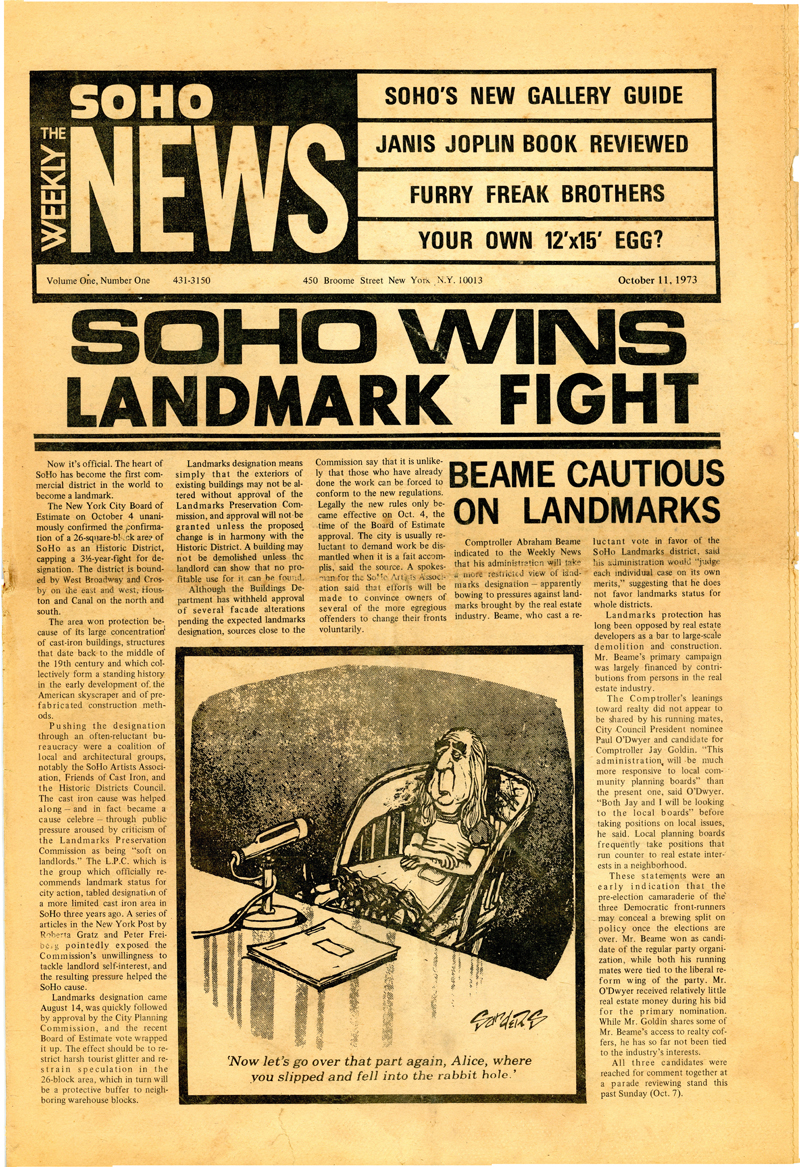 THE
WEEKLY
SOHO
NEWS
SOHO'S NEW GALLERY GUIDE
JANIS JOPLIN BOOK REVIEWED
FURRY FREAK BROTHERS
YOUR OWN 12'x15' EGG?
Volume One, Number One 431-3150 450 Broome Street New York N.Y. 10013 October 11, 1973
SOHO WINS
LANDMARK FIGHT
Now it's official. The heart of
SoHo has become the first com-
mercial district in the world to
become a landmark.
The New York City Board of
Estimate on October 4 unani-
mously confirmed the confirma-
tion of a 26-square-block area of
SoHo as an Historic District,
capping a 3½-year-fight for de-
signation. The district is bound-
ed by West Broadway and Cros-
by on the east and west, Hous-
ton and Canal on the north and
south.
The area won protection be-
cause of its large concentration
of cast-iron buildings, structures
that date back to the middle of
the 19th century and which col-
lectively form a standing history
in the early development of the
American skyscraper and of pre-
fabricated construction meth-
ods.
Pushing the designation
through an often-reluctant bu-
reaucracy were a coalition of
local and architectural groups,
notably the SoHo Artists Associ-
ation, Friends of Cast Iron, and
the Historic Districts Council.
The cast iron cause was helped
along — and in fact became a
cause celebre — through public
pressure aroused by criticism of
the Landmarks Preservation
Commission as being "soft on
landlords." The L.P.C. which is
the group which officially re-
commends landmark status for
city action, tabled designation of
a more limited cast iron area in
SoHo three years ago. A series of
articles in the New York Post by
Roberta Gratz and Peter Frei-
berg pointedly exposed the
Commission's unwillingness to
tackle landlord self-interest, and
the resulting pressure helped the
SoHo cause.
Landmarks designation came
August 14, was quickly followed
by approval by the City Planning
Commission, and the recent
Board of Estimate vote wrapped
it up. The effect should be to re-
strict harsh tourist glitter and re-
strain speculation in the
26-block area, which in turn will
be a protective buffer to neigh-
boring warehouse blocks.
Landmarks designation means
simply that the exteriors of
existing buildings may not be al-
tered without approval of the
Landmarks Preservation Com-
mission, and approval will not be
granted unless the proposed
change is in harmony with the
Historic District. A building may
not be demolished unless the
landlord can show that no pro-
fitable use for it can be found.
Although the Buildings De-
partment has withheld approval
of several facade alterations
pending the expected landmarks
designation, sources close to the
Commission say that it is unlike-
ly that those who have already
done the work can be forced to
conform to the new regulations.
Legally the new rules only be-
came effective on Oct. 4, the
time of the Board of Estimate
approval. The city is usually re-
luctant to demand work be dis-
mantled when it is a fait accom-
plis, said the source. A spokes-
man for the SoHo Artists Associ-
ation said that efforts will be
made to convince owners of
several of the more egregious
offenders to change their fronts
voluntarily.
BEAME CAUTIOUS
ON LANDMARKS
Comptroller Abraham Beame
indicated to the Weekly News
that his administration will take
a more restricted view of land-
marks designation — apparently
bowing to pressures against land-
marks brought by the real estate
industry. Beame, who cast a re-
luctant vote in favor of the
SoHo Landmarks district, said
his administration would "judge
each individual case on its own
merits," suggesting that he does
not favor landmarks status for
whole districts.
Landmarks protection has
long been opposed by real estate
developers as a bar to large-scale
demolition and construction.
Mr. Beame's primary campaign
was largely financed by contri-
butions from persons in the real
estate industry.
The Comptroller's leanings
toward realty did not appear to
be shared by his running mates,
City Council President nominee
Paul O'Dwyer and candidate for
Comptroller Jay Goldin. "This
administration will be much
more responsive to local com-
munity planning boards" than
the present one, said O'Dwyer.
"Both Jay and I will be looking
to the local boards" before
taking positions on local issues,
he said. Local planning boards
frequently take positions that
run counter to real estate inter-
ests in a neighborhood.
These statements were an
early indication that the
pre-election camaraderie of the
three Democratic front-runners
may conceal a brewing split on
policy once the elections are
over. Mr. Beame won as candi-
date of the regular party organi-
zation, while both his running
mates were tied to the liberal re-
form wing of the party. Mr.
O'Dwyer received relatively little
real estate money during his bid
for the primary nomination.
While Mr. Goldin shares some of
Mr. Beame's access to realty cof-
fers, he has so far not been tied
to the industry's interests.
All three candidates were
reached for comment together at
a parade reviewing stand this
past Sunday (Oct. 7).
SANDERS
'Now let's go over that part again, Alice, where
you slipped and fell into the rabbit hole.'